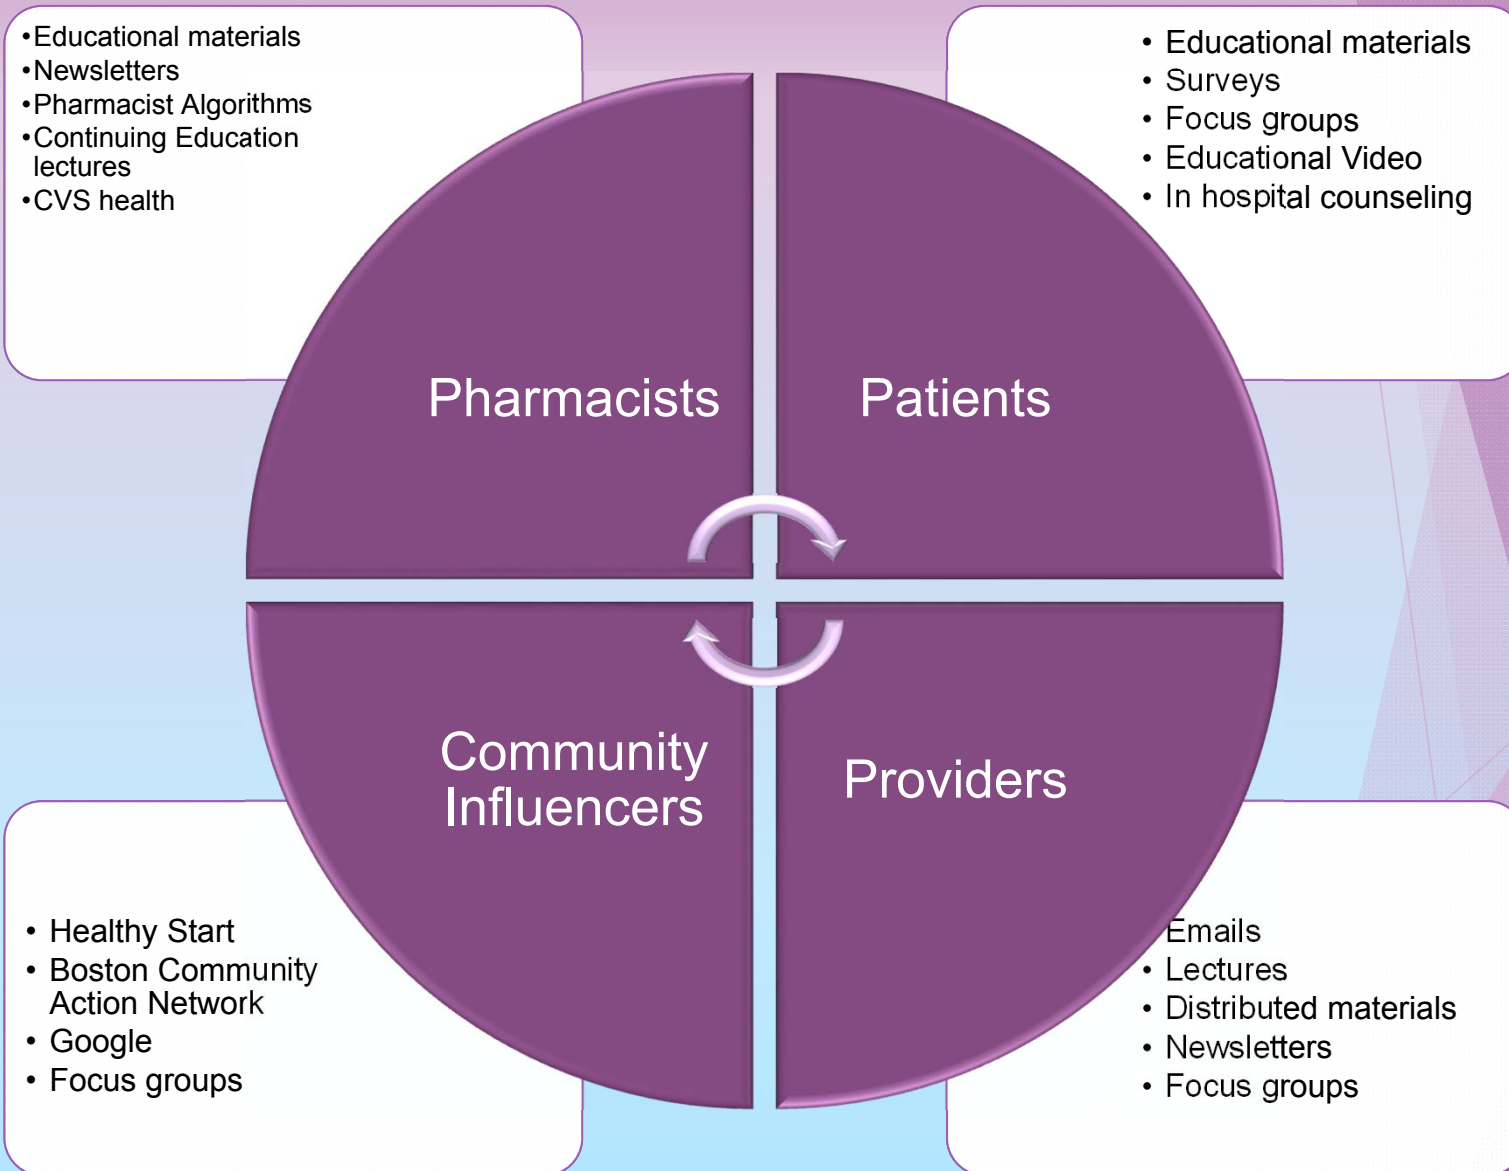 •Educational materials
•Newsletters
•Pharmacist Algorithms
•Continuing Education
lectures
•CVS health
• Educational materials
• Surveys
• Focus groups
• Educational Video
• In hospital counseling
Pharmacists
Patients
Community
Influencers
Providers
• Healthy Start
• Boston Community
Action Network
• Google
• Focus groups
Emails
• Lectures
• Distributed materials
• Newsletters
• Focus groups